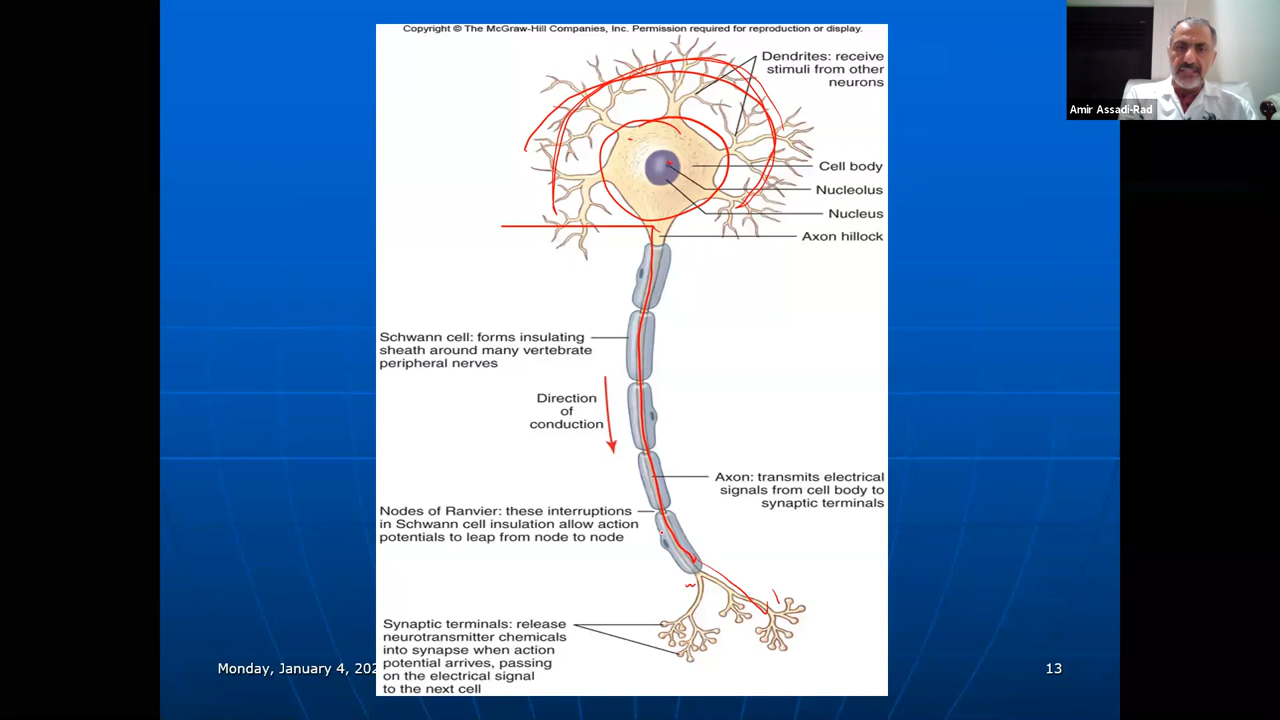 Copyright © The McGraw-Hill Companies, Inc. Permission required for reproduction or display.
Dendrites: receive
stimuli from other
neurons
Amir Assadi-Rad
Cell body
Nucleolus
Nucleus
Axon hillock
Schwann cell: forms insulating
sheath around many vertebrate
peripheral nerves
Direction
of
conduction
Axon: transmits electrical
signals from cell body to
synaptic terminals
Nodes of Ranvier: these interruptions
in Schwann cell insulation allow action
potentials to leap from node to node
Synaptic terminals: release
neurotransmitter chemicals
into synapse when action
potential arrives, passing
on the electrical signal
to the next cell
Monday, January 4, 202
13